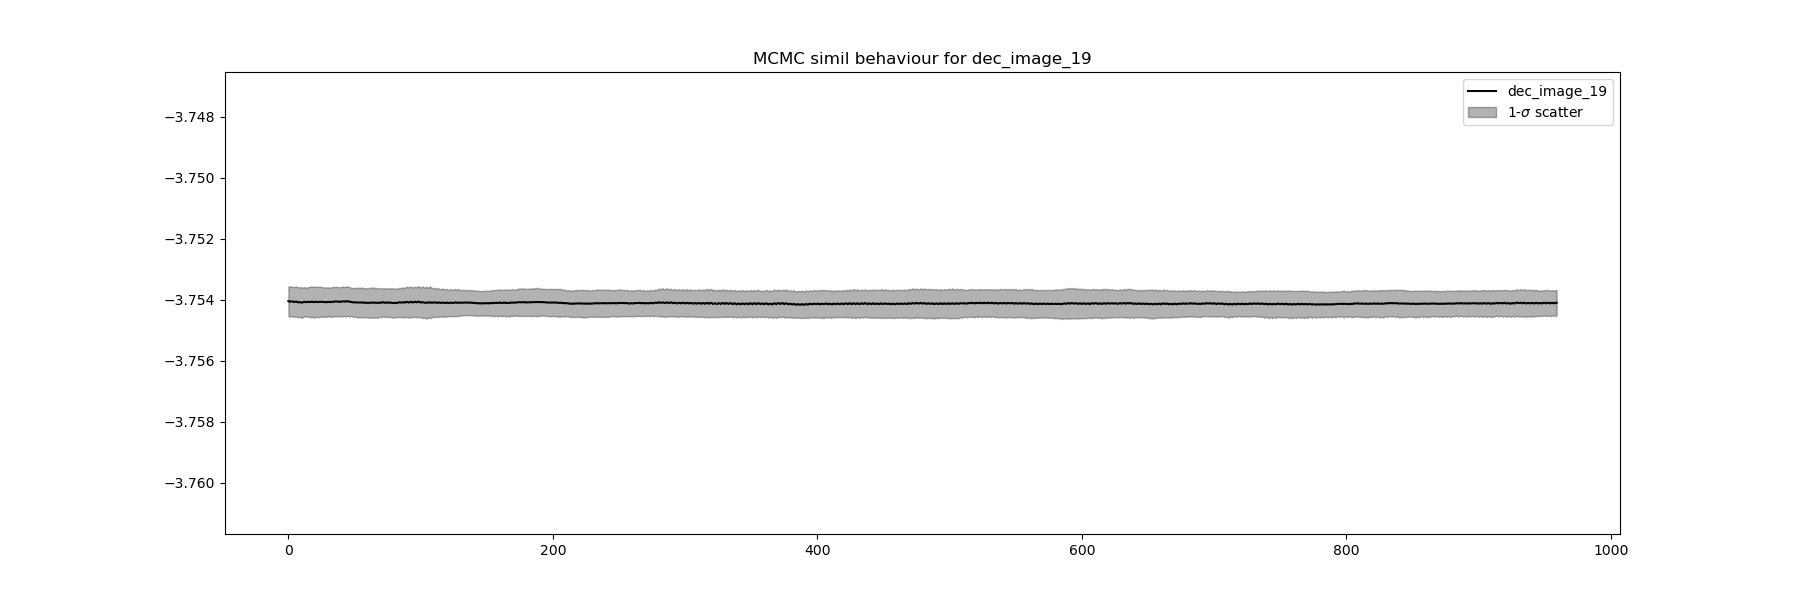 MCMC simil behaviour for dec_image_19
dec_image_19
1-σ scatter
−3.748
−3.750
−3.752
−3.754
−3.756
−3.758
−3.760
0 200 400 600 800 1000